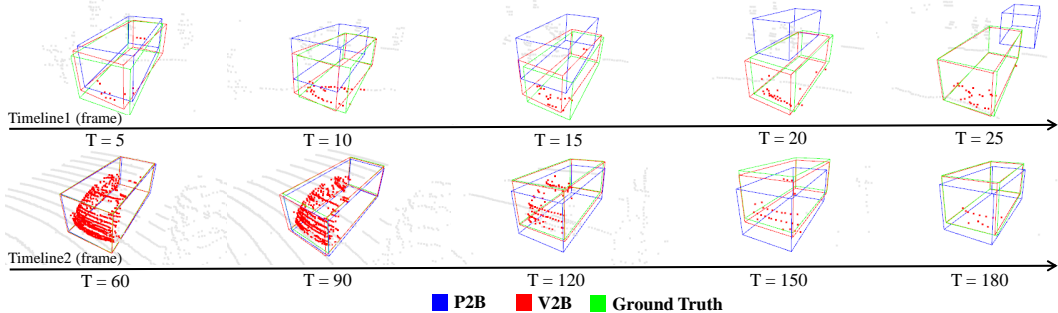 Timeline1 (frame)
T = 5 T = 10 T = 15 T = 20 T = 25
Timeline2 (frame)
T = 60 T = 90 T = 120 T = 150 T = 180
P2B V2B Ground Truth